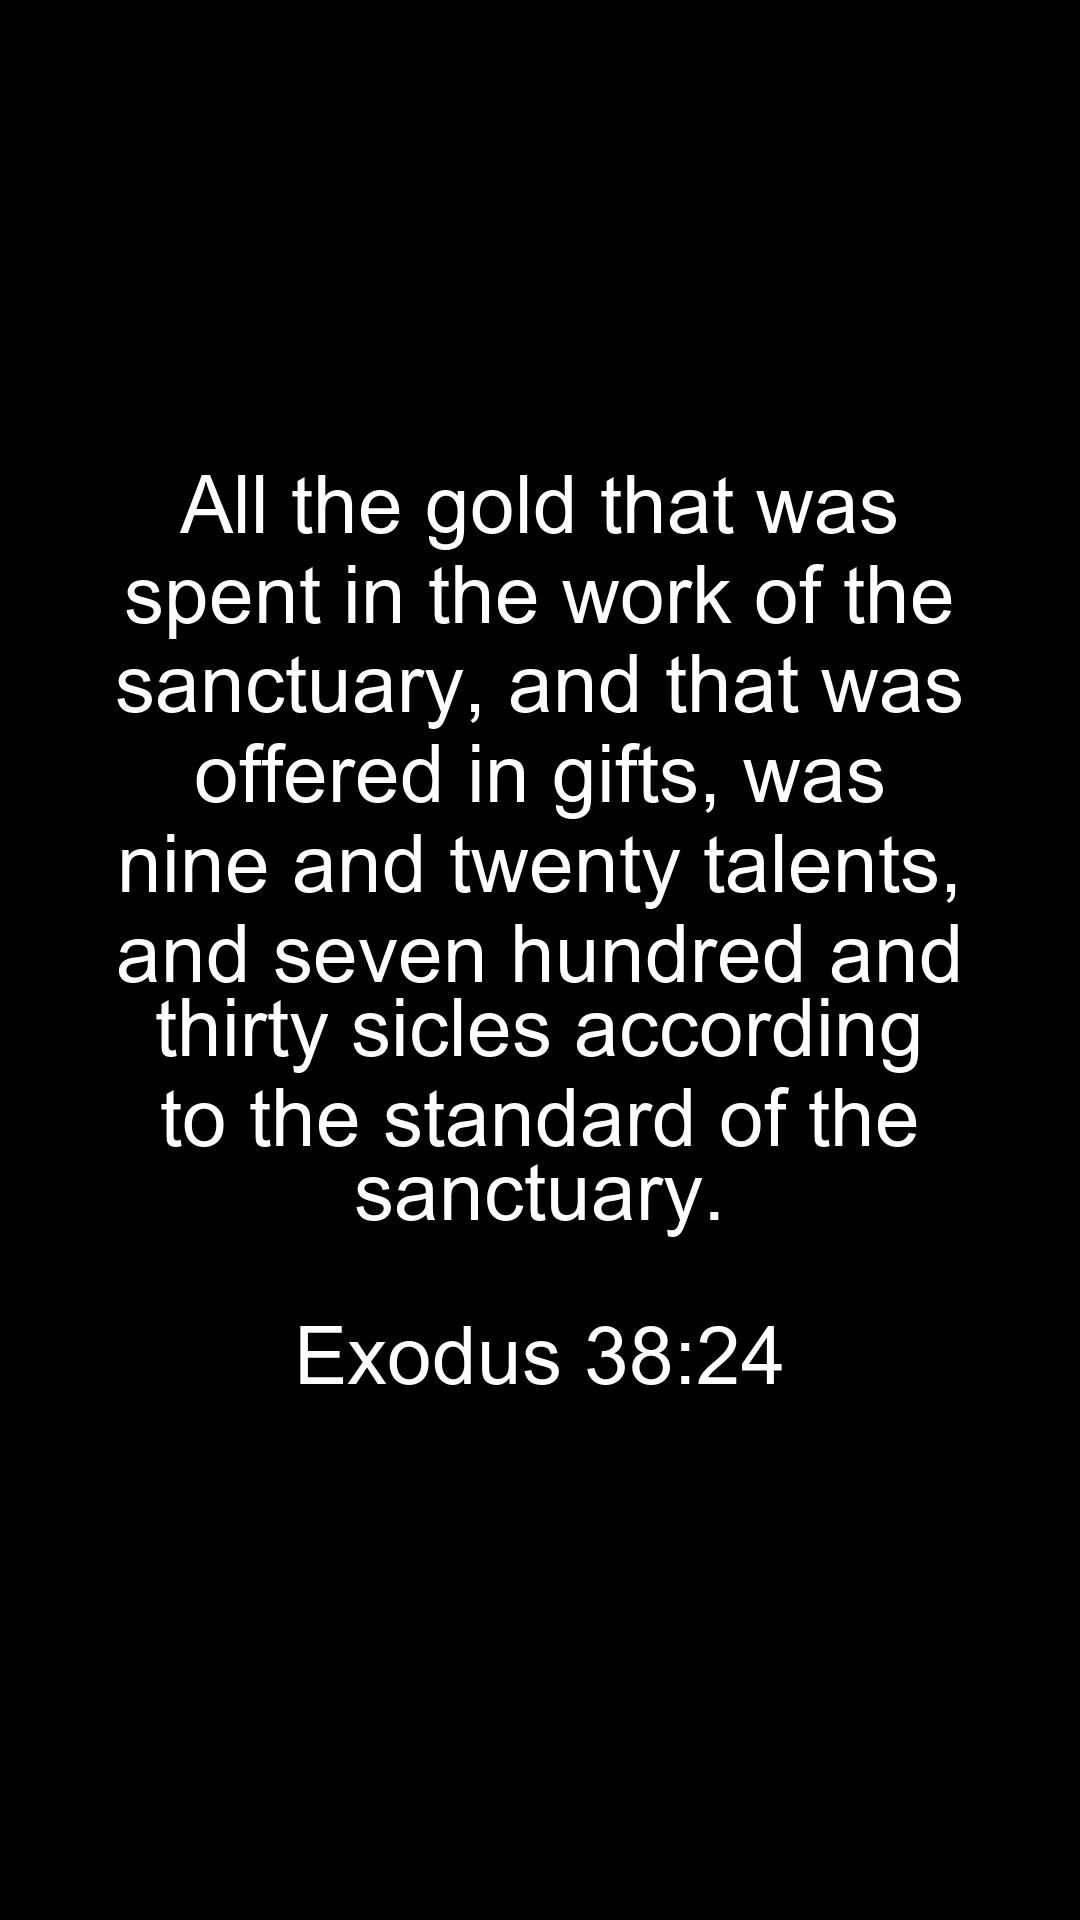 All the gold that was
spent in the work of the
sanctuary, and that was
offered in gifts, was
nine and twenty talents,
and seven hundred and
thirty sicles according
to the standard of the
sanctuary.
Exodus 38:24